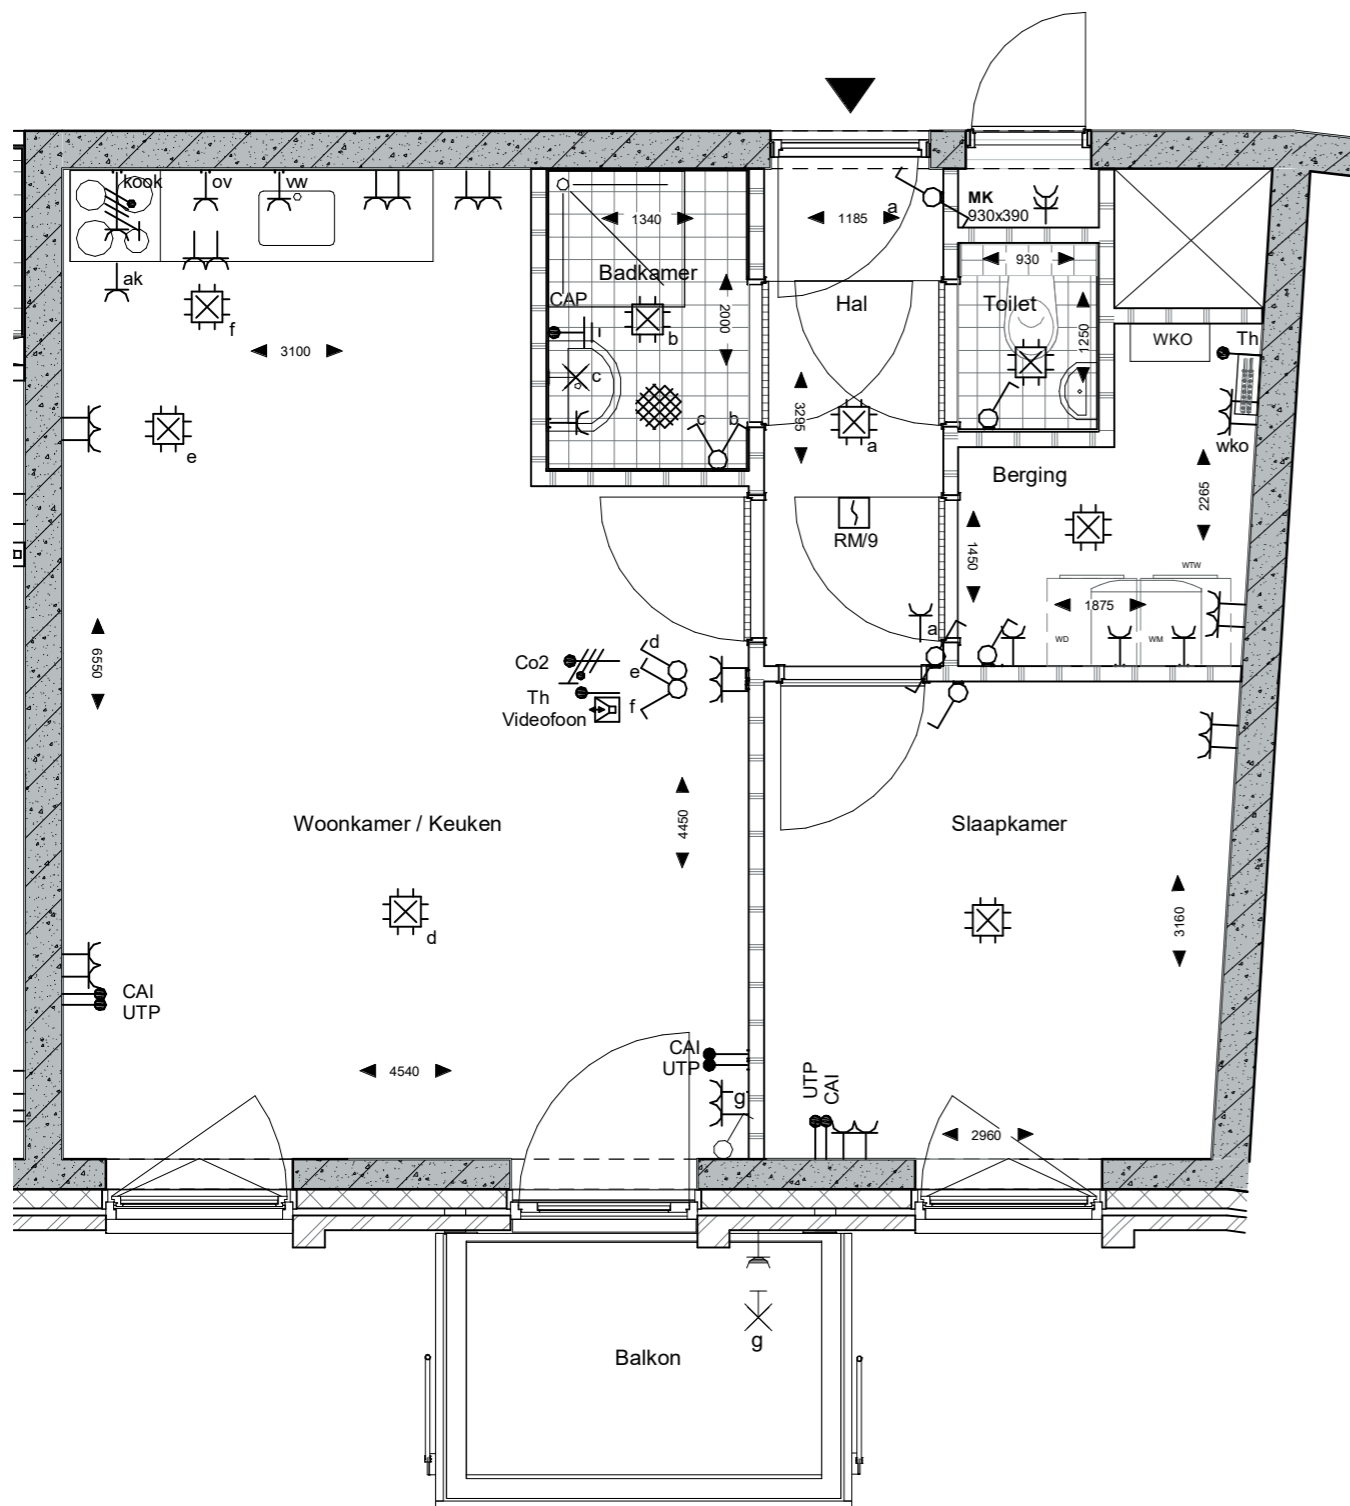 kook
ov
vw
ak
f
3100
e
1340
Badkamer
CAP
b
2000
c
c
b
a
1185
Hal
3295
a
RM/9
MK
930x390
930
Toilet
1250
WKO
Th
wko
Berging
2265
1450
WTW
1875
WD
WM
a
6550
Co2
Th
Videofoon
d
e
f
Woonkamer / Keuken
4450
Slaapkamer
3160
d
CAI
UTP
4540
CAI
UTP
g
UTP
CAI
2960
g
Balkon